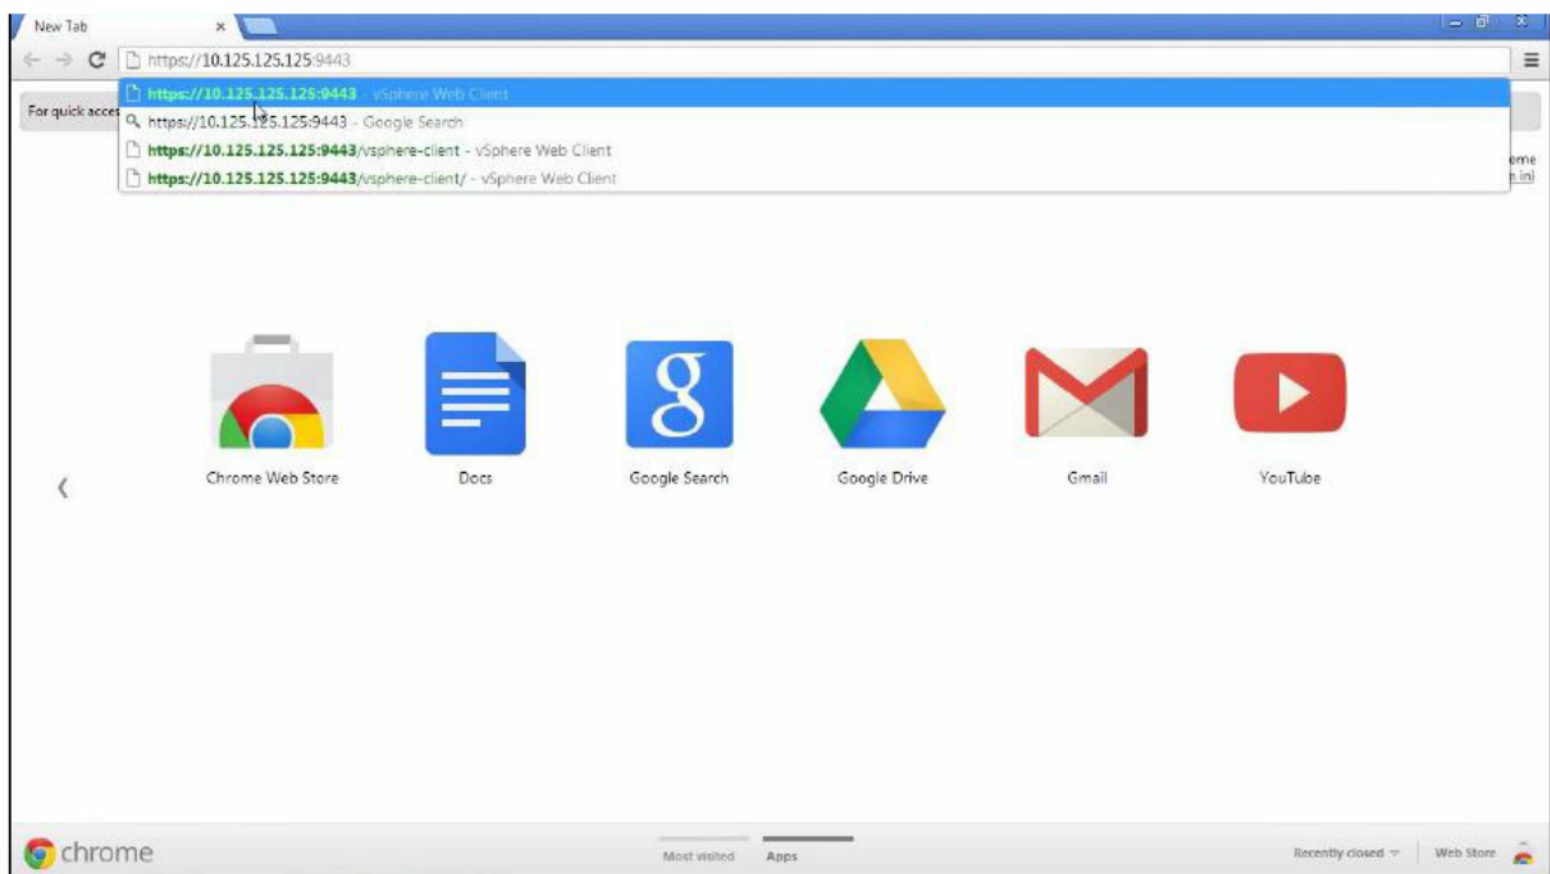 New Tab
https://10.125.125.125:9443
https://10.125.125.125:9443 - vSphere Web Client
For quick acces
https://10.125.125.125:9443 - Google Search
https://10.125.125.125:9443/vsphere-client - vSphere Web Client
ome
https://10.125.125.125:9443/vsphere-client/ - vSphere Web Client
n in)
Chrome Web Store
Docs
Google Search
Google Drive
Gmail
YouTube
chrome
Most visited
Apps
Recently closed
Web Store